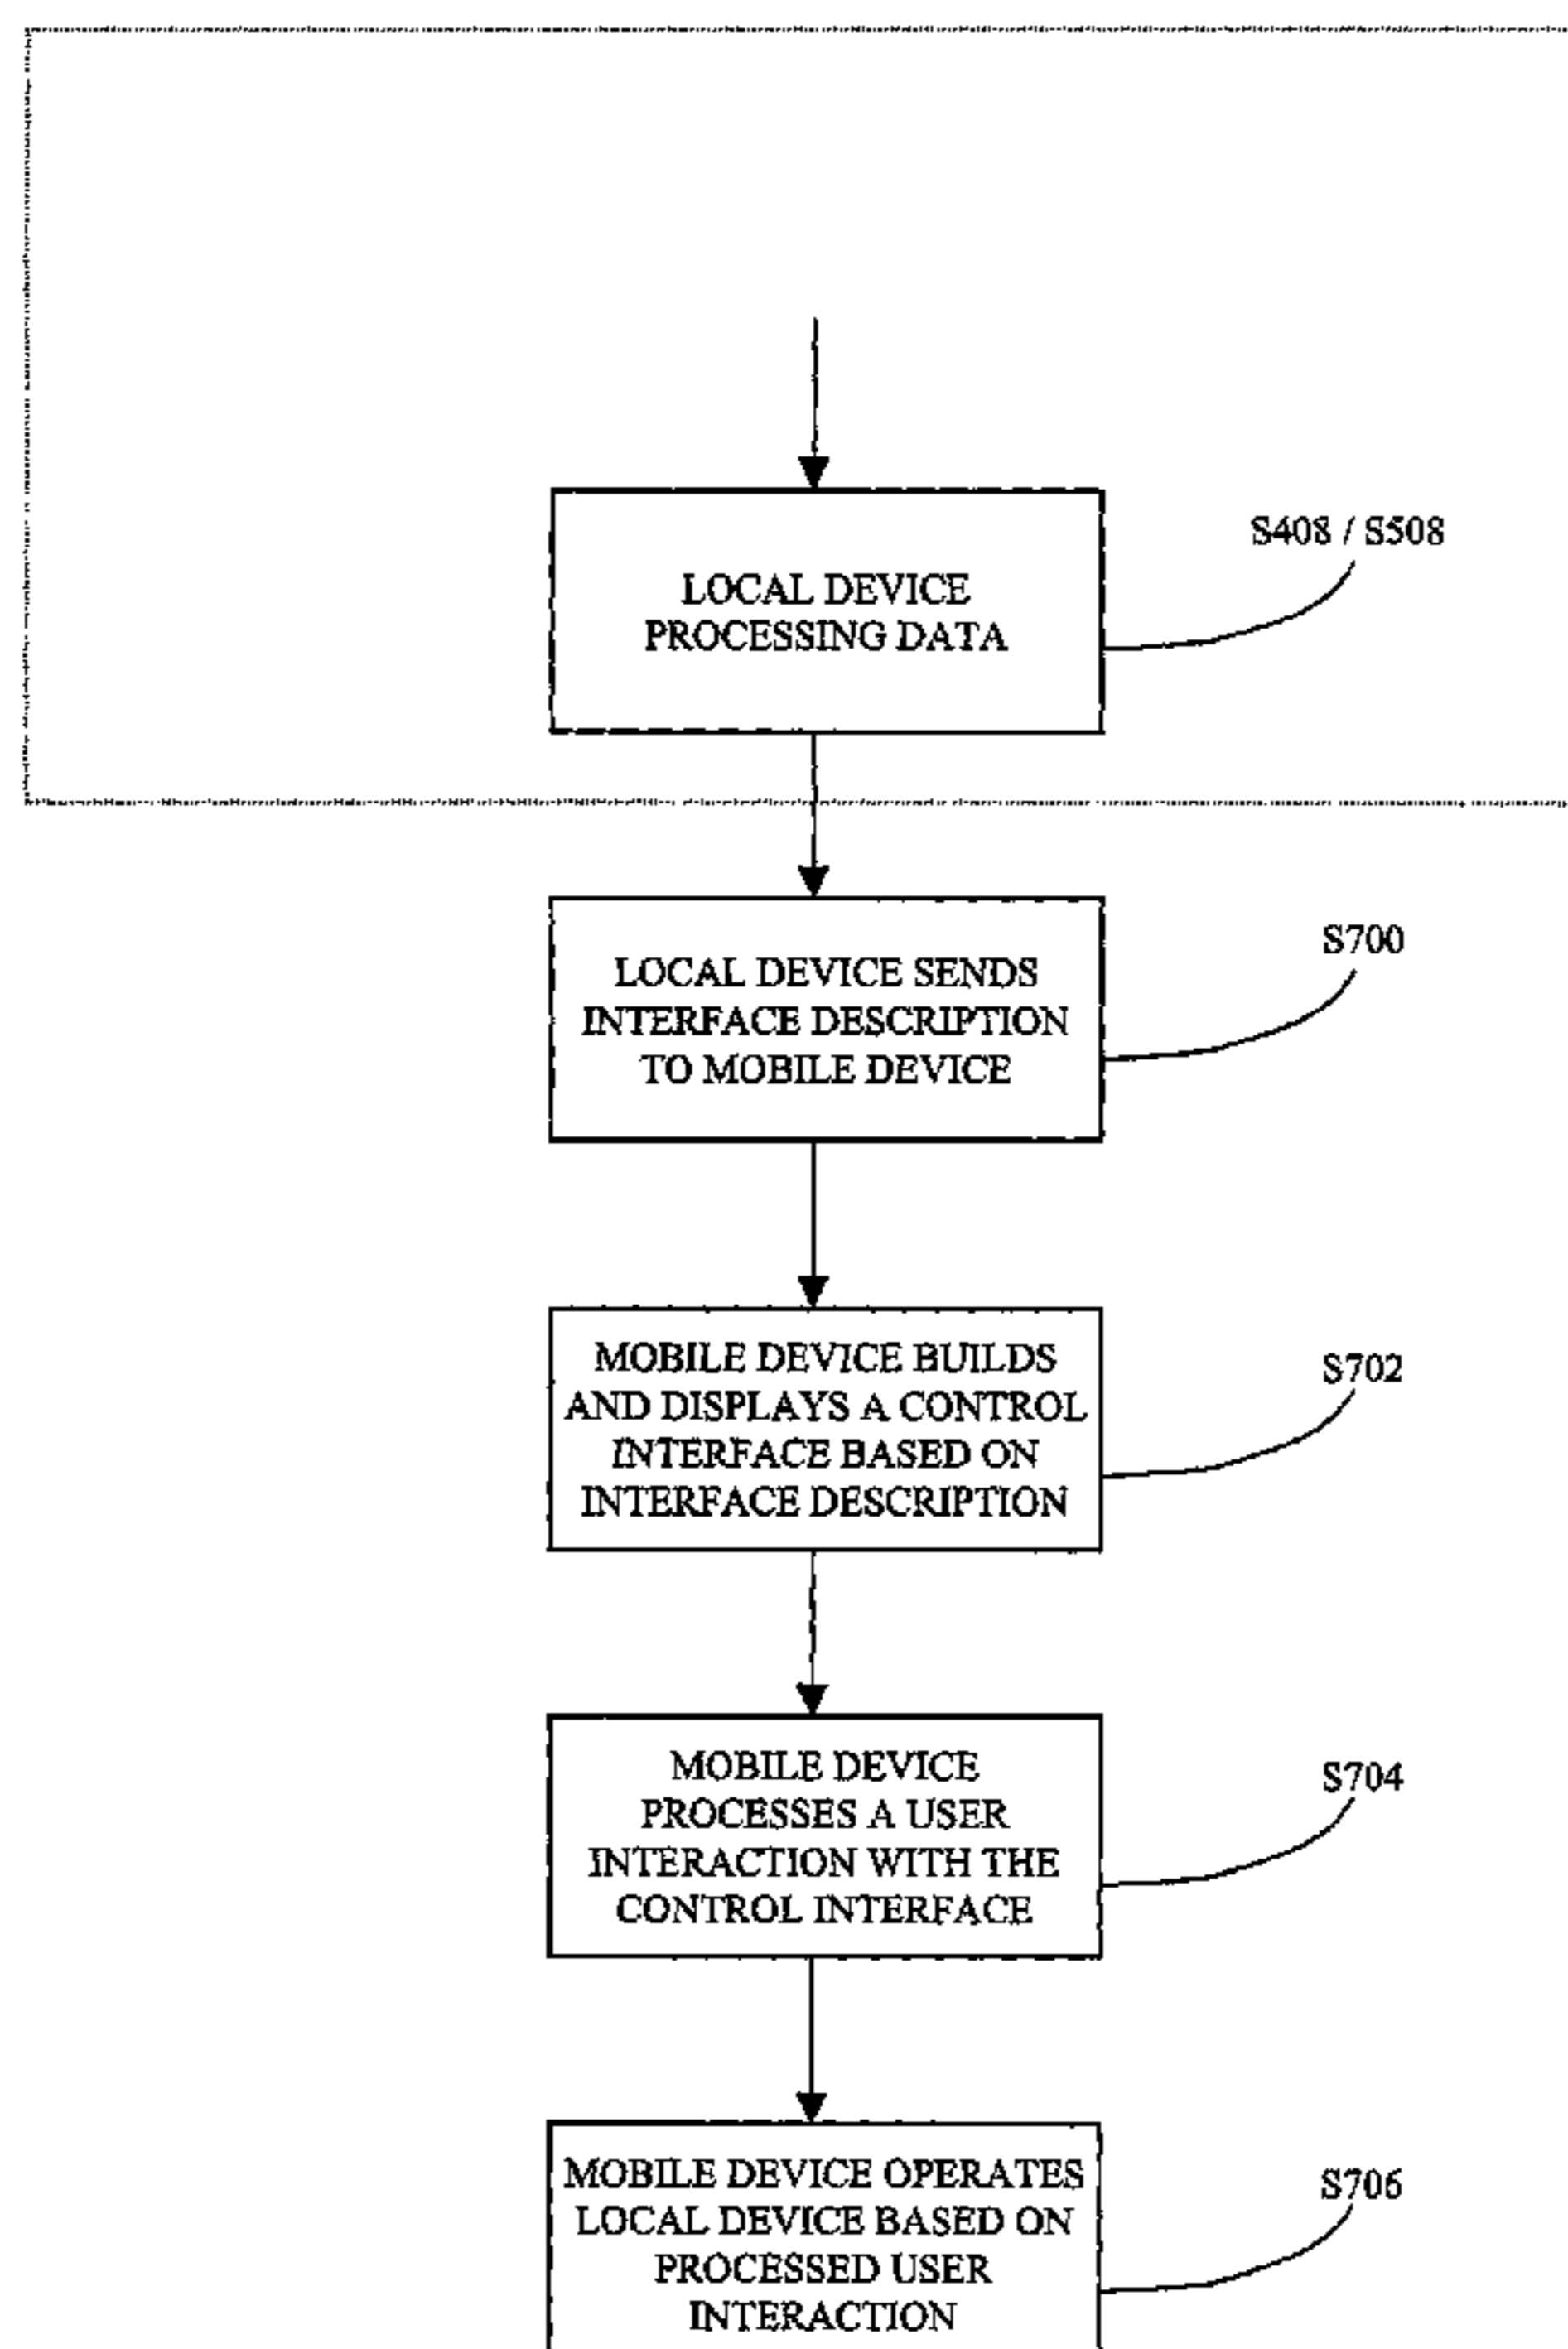 S408 / S508
LOCAL DEVICE
PROCESSING DATA
S700
LOCAL DEVICE SENDS
INTERFACE DESCRIPTION
TO MOBILE DEVICE
S702
MOBILE DEVICE BUILDS
AND DISPLAYS A CONTROL
INTERFACE BASED ON
INTERFACE DESCRIPTION
S704
MOBILE DEVICE
PROCESSES A USER
INTERACTION WITH THE
CONTROL INTERFACE
S706
MOBILE DEVICE OPERATES
LOCAL DEVICE BASED ON
PROCESSED USER
INTERACTION